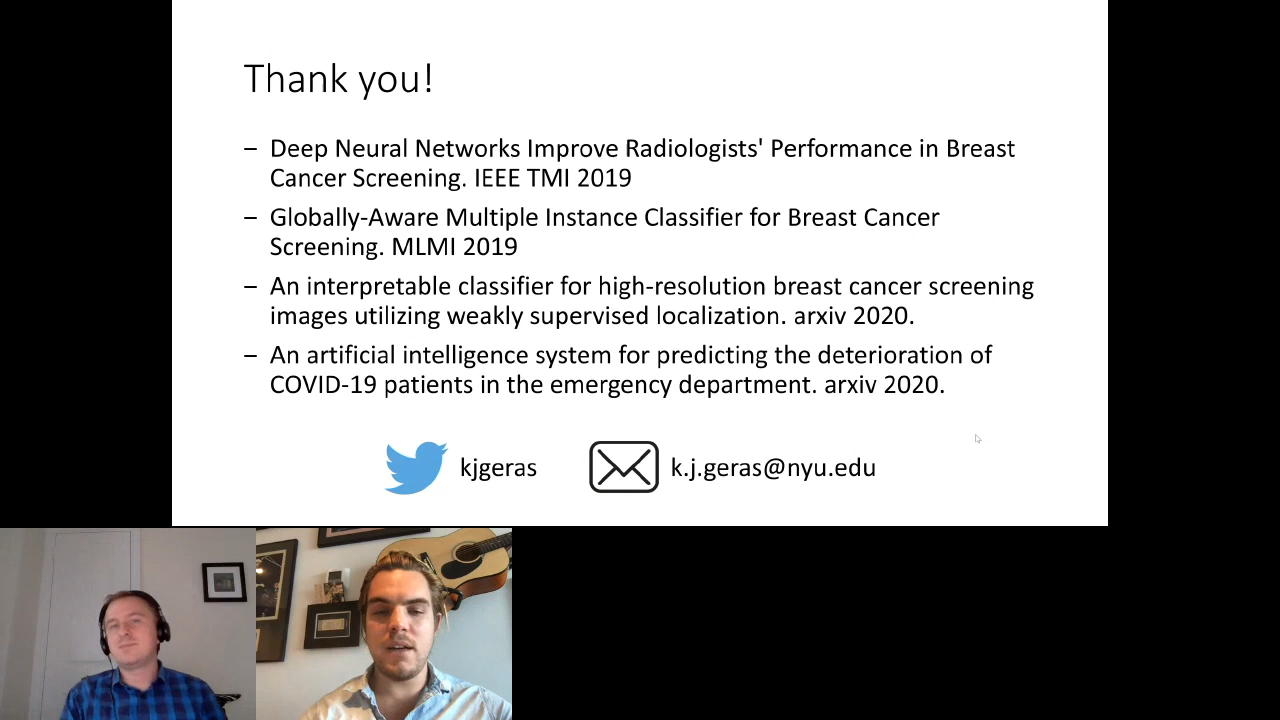 Thank you!
– Deep Neural Networks Improve Radiologists' Performance in Breast
Cancer Screening. IEEE TMI 2019
– Globally-Aware Multiple Instance Classifier for Breast Cancer
Screening. MLMI 2019
– An interpretable classifier for high-resolution breast cancer screening
images utilizing weakly supervised localization. arxiv 2020.
– An artificial intelligence system for predicting the deterioration of
COVID-19 patients in the emergency department. arxiv 2020.
kjgeras
k.j.geras@nyu.edu